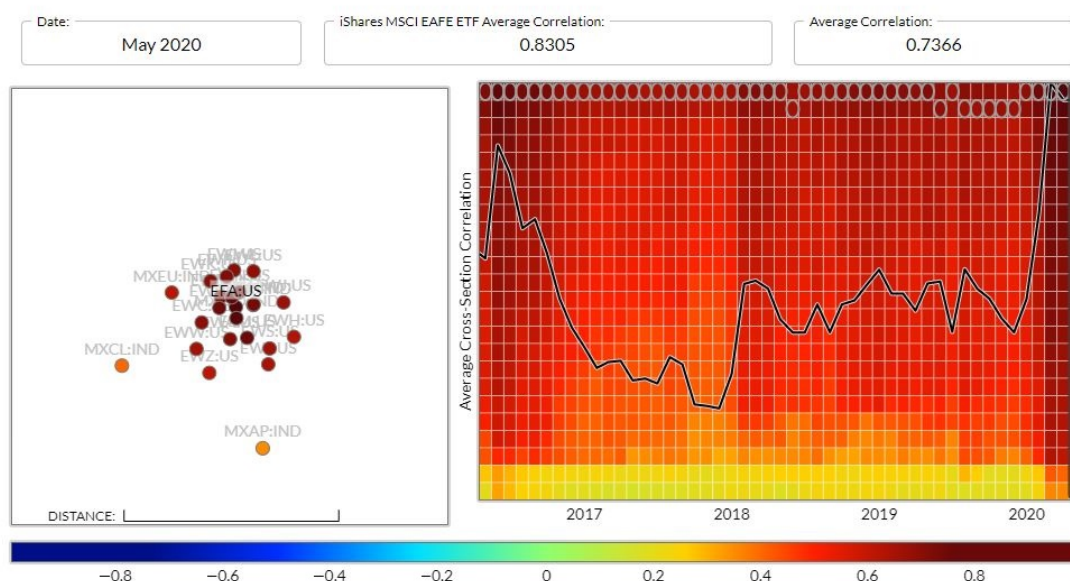 Date:
May 2020
iShares MSCI EAFE ETF Average Correlation:
0.8305
Average Correlation:
0.7366
MXEU:IND
EFA:US
EWH:US
EWW:US
EWZ:US
MXCL:IND
MXAP:IND
DISTANCE:
Average Cross-Section Correlation
2017
2018
2019
2020
−0.8
−0.6
−0.4
−0.2
0
0.2
0.4
0.6
0.8